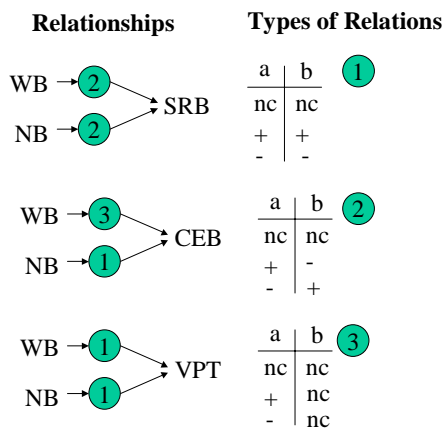 Relationships
WB 2
SRB
NB 2
WB 3
CEB
NB 1
WB 1
VPT
NB 1
Types of Relations
a b 1
nc nc
+ +
- -
a b 2
nc nc
+ -
- +
a b 3
nc nc
+ nc
- nc